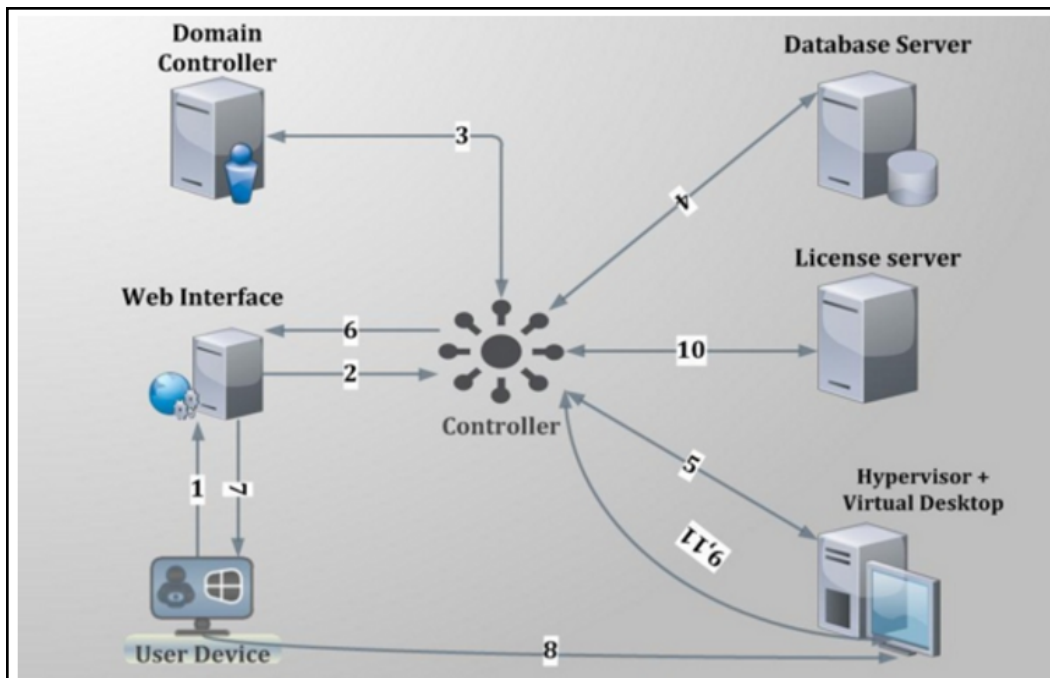 Domain
Controller
Database Server
3
4
License server
Web Interface
6
10
2
Controller
5
Hypervisor +
Virtual Desktop
1
7
9,11
8
User Device